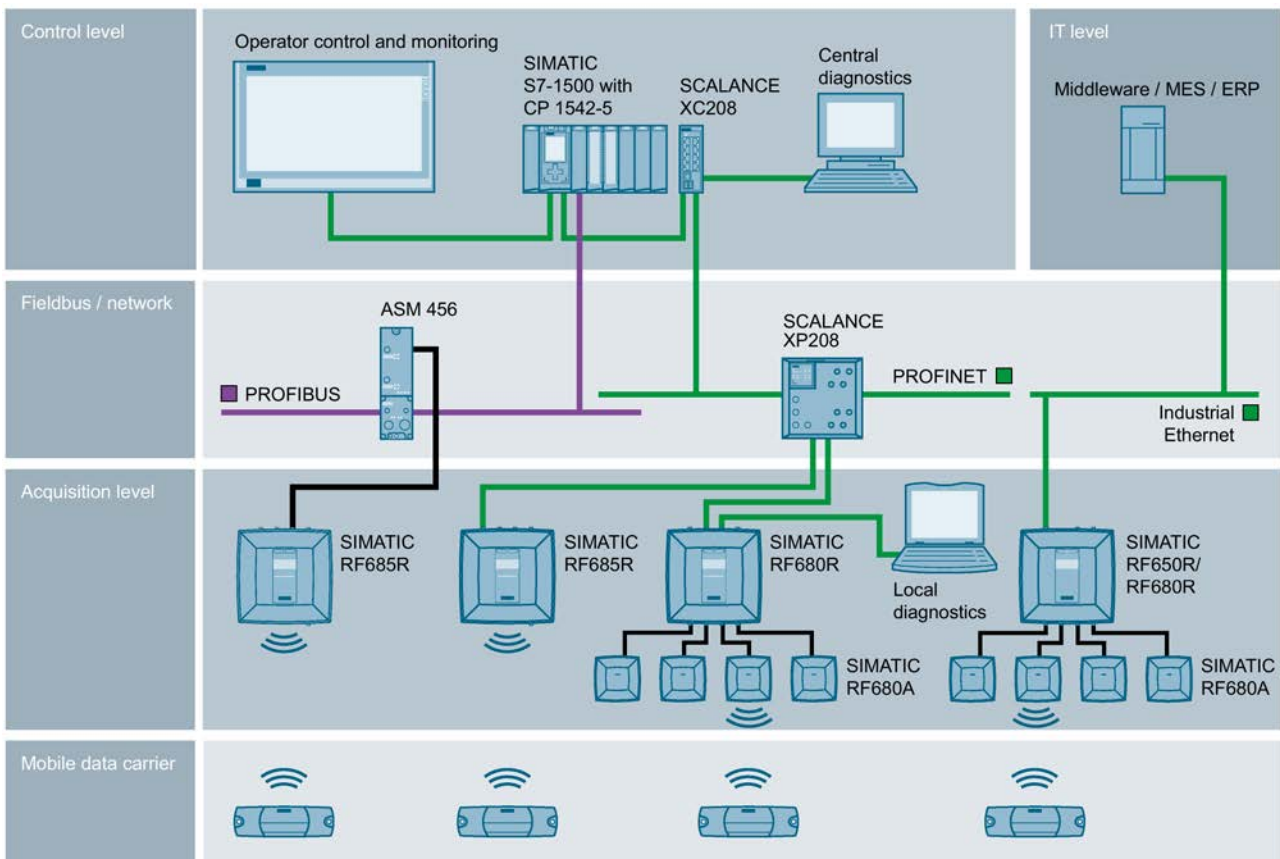 Control level
Operator control and monitoring
SIMATIC
S7-1500 with
CP 1542-5
SCALANCE
XC208
Central
diagnostics
IT level
Middleware / MES / ERP
Fieldbus / network
ASM 456
PROFIBUS
SCALANCE
XP208
PROFINET
Industrial
Ethernet
Acquisition level
SIMATIC
RF685R
SIMATIC
RF685R
SIMATIC
RF680R
Local
diagnostics
SIMATIC
RF650R/
RF680R
SIMATIC
RF680A
SIMATIC
RF680A
Mobile data carrier